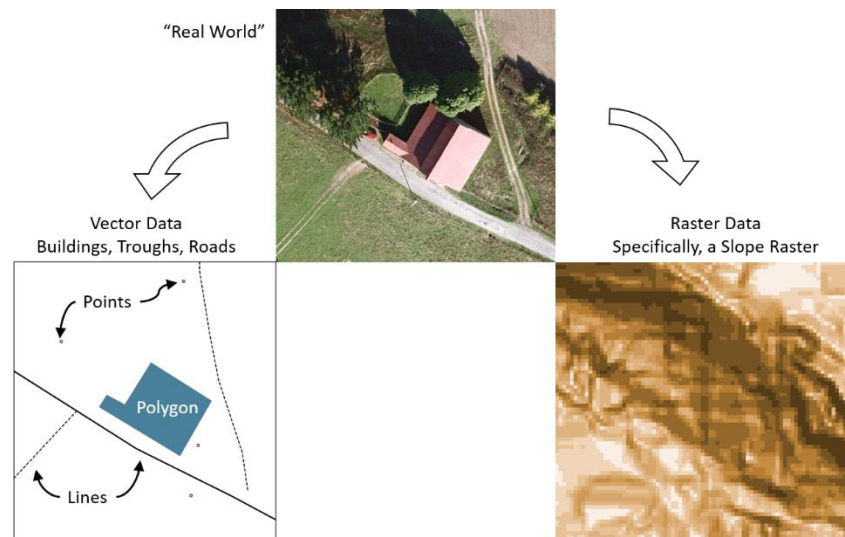 “Real World”
Vector Data
Buildings, Troughs, Roads
Raster Data
Specifically, a Slope Raster
Points
Polygon
Lines